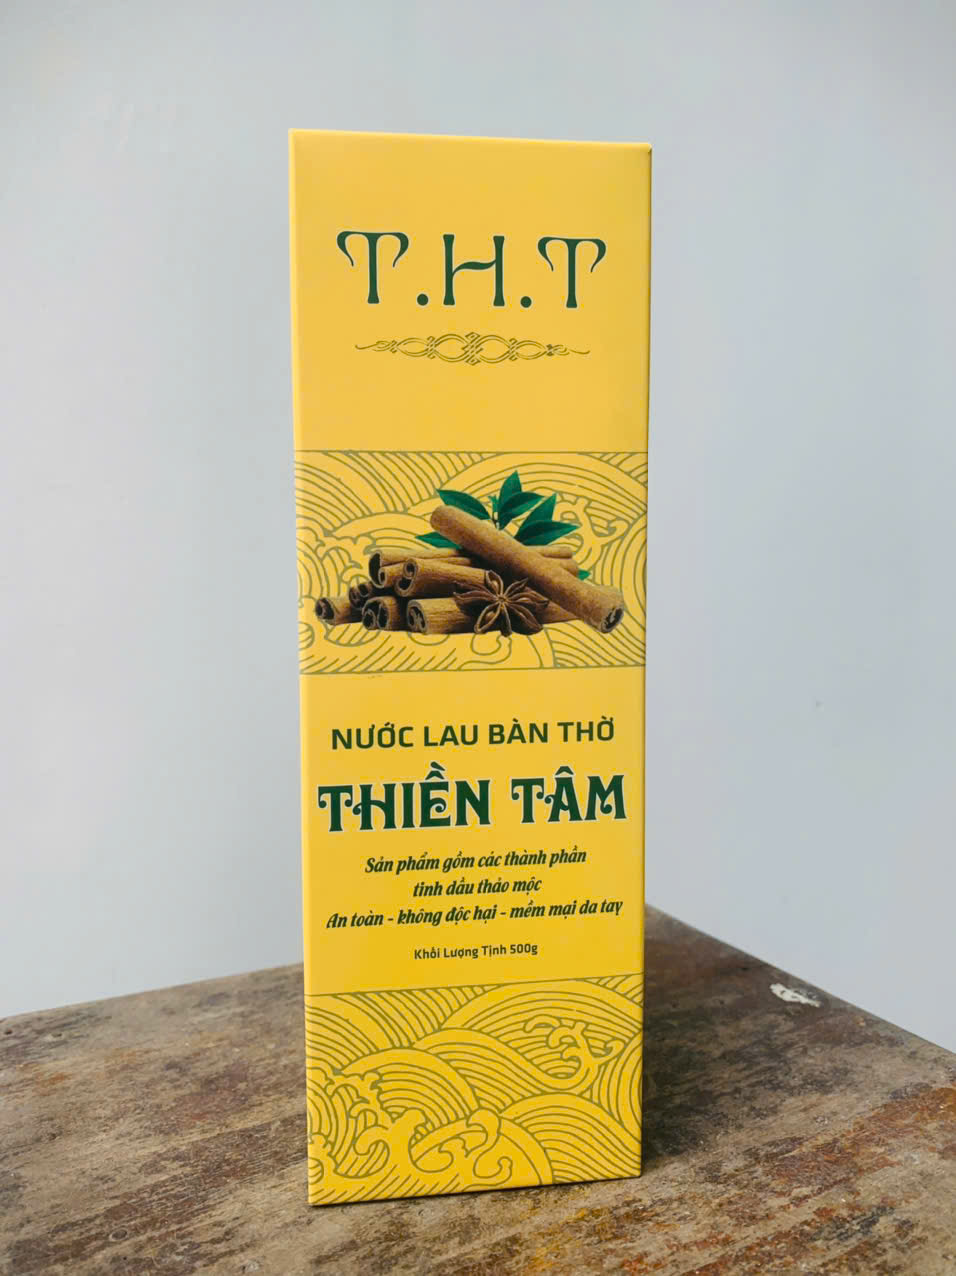 T.H.T
NƯỚC LAU BÀN THỜ
THIỀN TÂM
Sản phẩm gồm các thành phần
tinh dầu thảo mộc
An toàn - không độc hại - mềm mại da tay
Khối Lượng Tịnh 500g